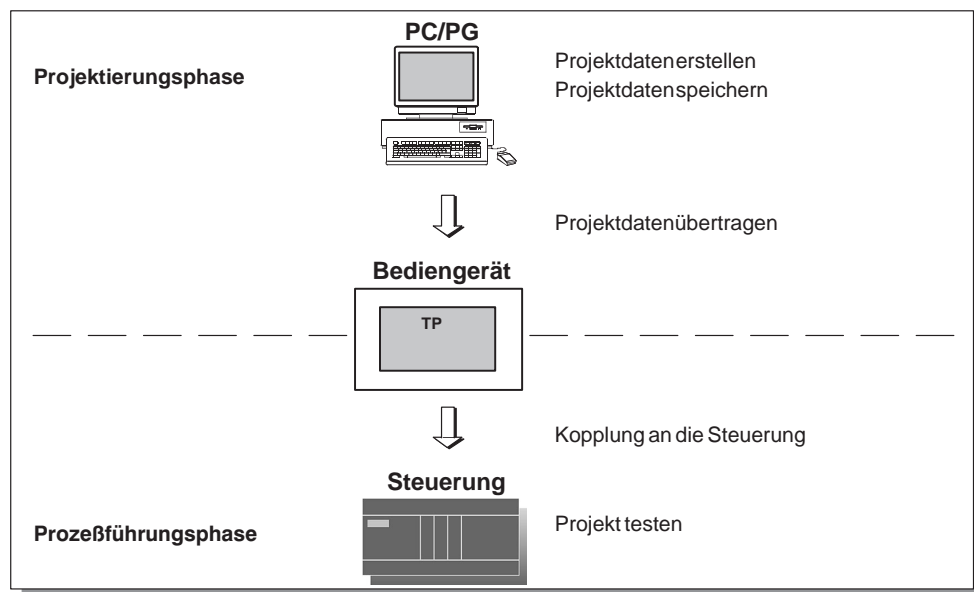 PC/PG
Projektierungsphase
Projektdatenerstellen
Projektdatenspeichern
Projektdatenübertragen
Bediengerät
TP
Kopplung an die Steuerung
Steuerung
Projekt testen
Prozeßführungsphase